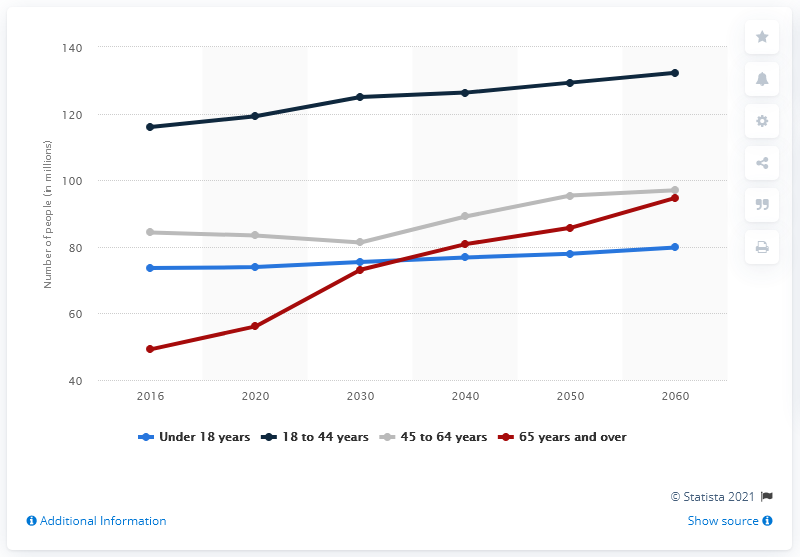 140
120
100
80
60
40
Number of people (in millions)
2016 2020 2030 2040 2050 2060
Under 18 years 18 to 44 years 45 to 64 years 65 years and over
© Statista 2021
Additional Information Show source